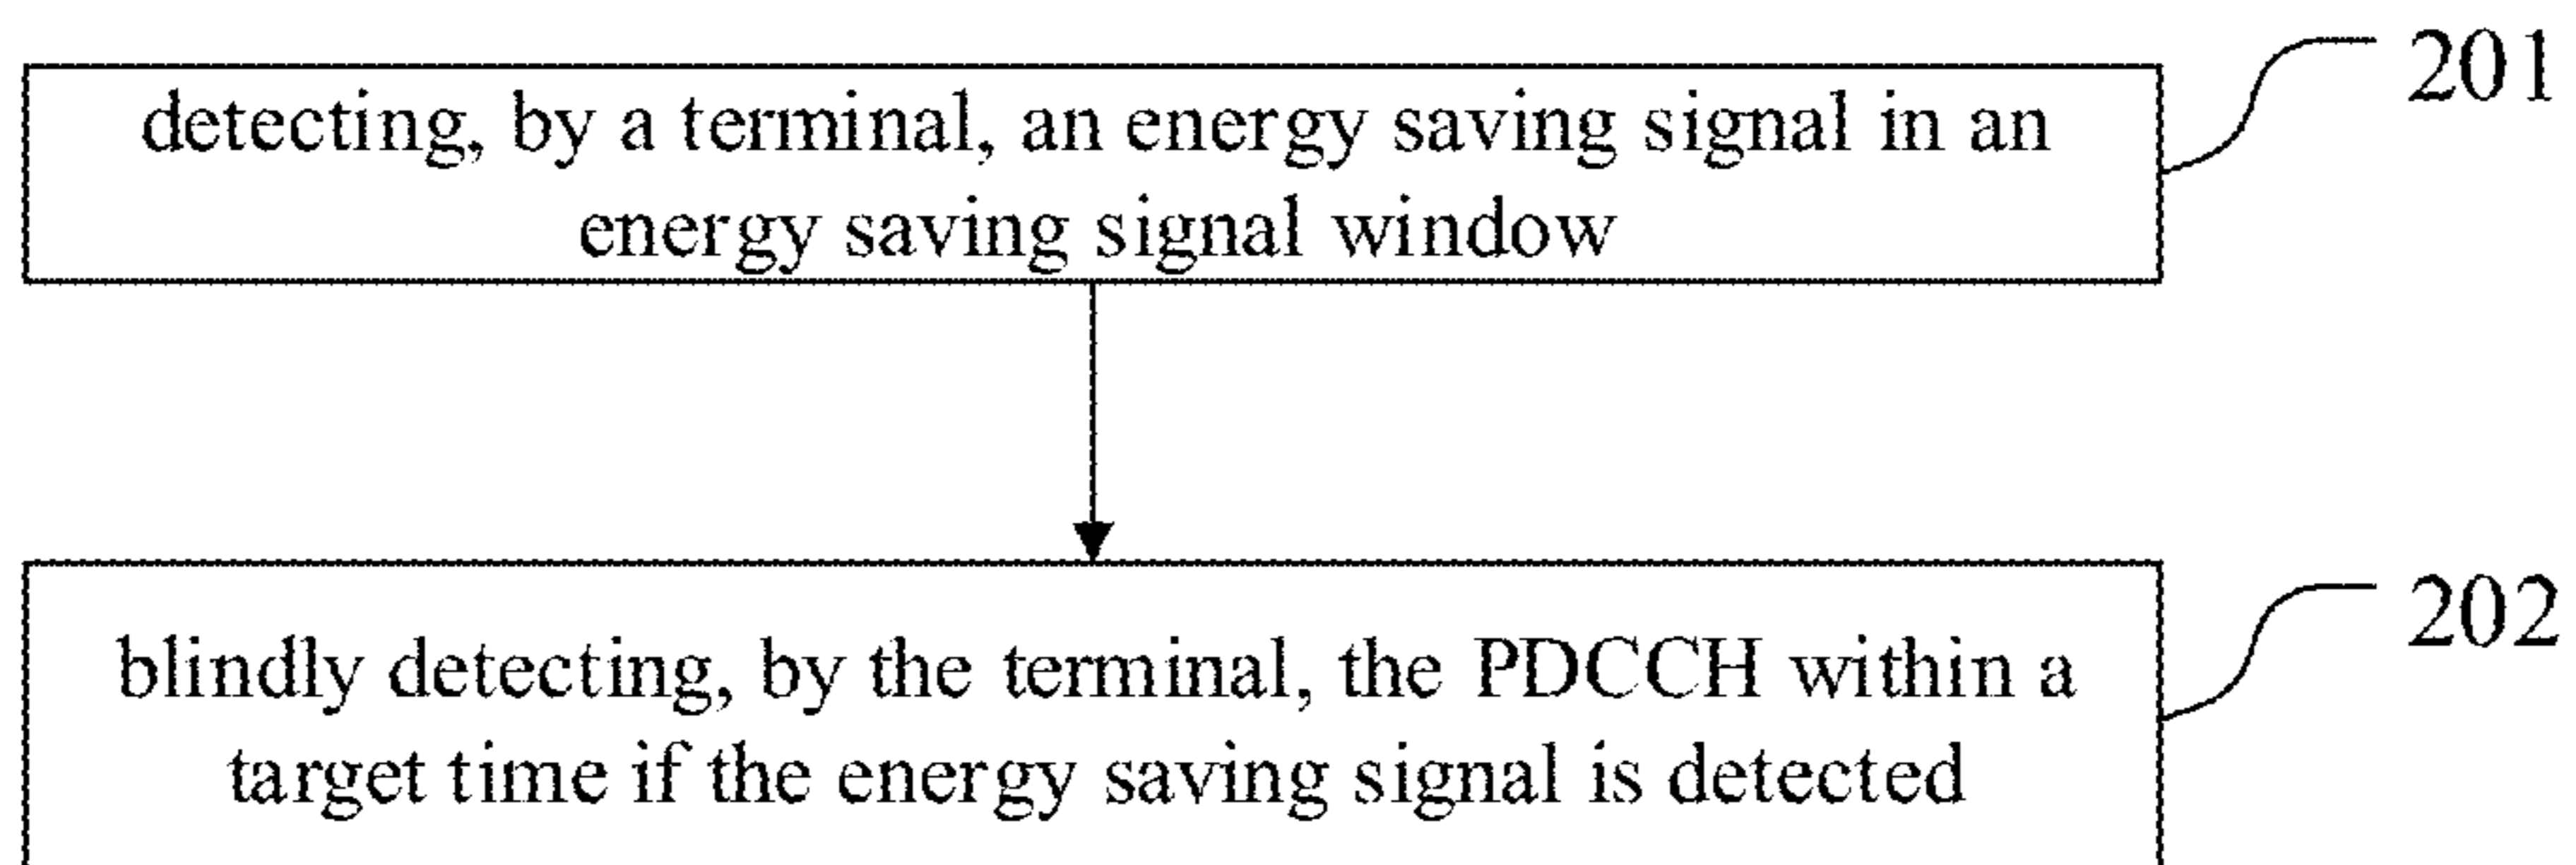 201
detecting, by a terminal, an energy saving signal in an
energy saving signal window
202
blindly detecting, by the terminal, the PDCCH within a
target time if the energy saving signal is detected